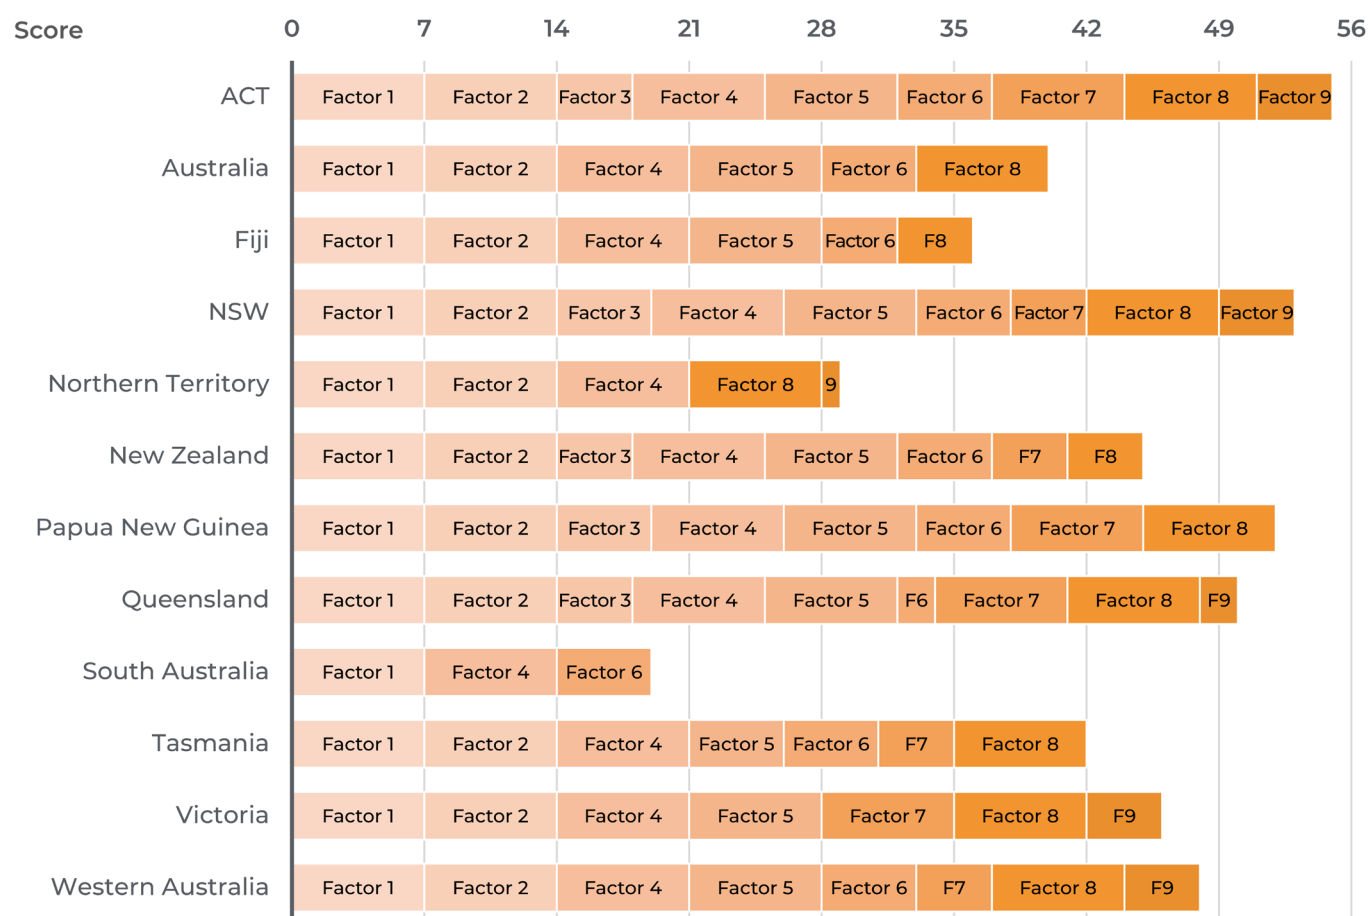 Score 0 7 14 21 28 35 42 49 56
ACT Factor 1 Factor 2 Factor 3 Factor 4 Factor 5 Factor 6 Factor 7 Factor 8 Factor 9
Australia Factor 1 Factor 2 Factor 4 Factor 5 Factor 6 Factor 8
Fiji Factor 1 Factor 2 Factor 4 Factor 5 Factor 6 F8
NSW Factor 1 Factor 2 Factor 3 Factor 4 Factor 5 Factor 6 Factor 7 Factor 8 Factor 9
Northern Territory Factor 1 Factor 2 Factor 4 Factor 8 9
New Zealand Factor 1 Factor 2 Factor 3 Factor 4 Factor 5 Factor 6 F7 F8
Papua New Guinea Factor 1 Factor 2 Factor 3 Factor 4 Factor 5 Factor 6 Factor 7 Factor 8
Queensland Factor 1 Factor 2 Factor 3 Factor 4 Factor 5 F6 Factor 7 Factor 8 F9
South Australia Factor 1 Factor 4 Factor 6
Tasmania Factor 1 Factor 2 Factor 4 Factor 5 Factor 6 F7 Factor 8
Victoria Factor 1 Factor 2 Factor 4 Factor 5 Factor 7 Factor 8 F9
Western Australia Factor 1 Factor 2 Factor 4 Factor 5 Factor 6 F7 Factor 8 F9